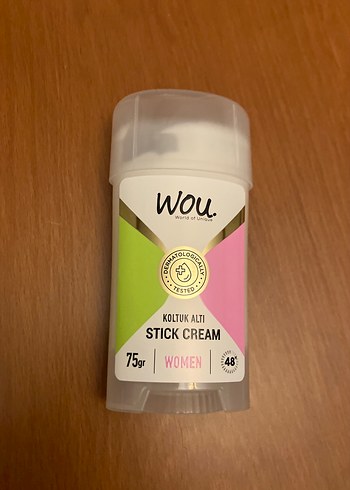 wou.
World of Unique
DERMATOLOGICALLY
TESTED
KOLTUK ALTI
STICK CREAM
75gr
WOMEN
48